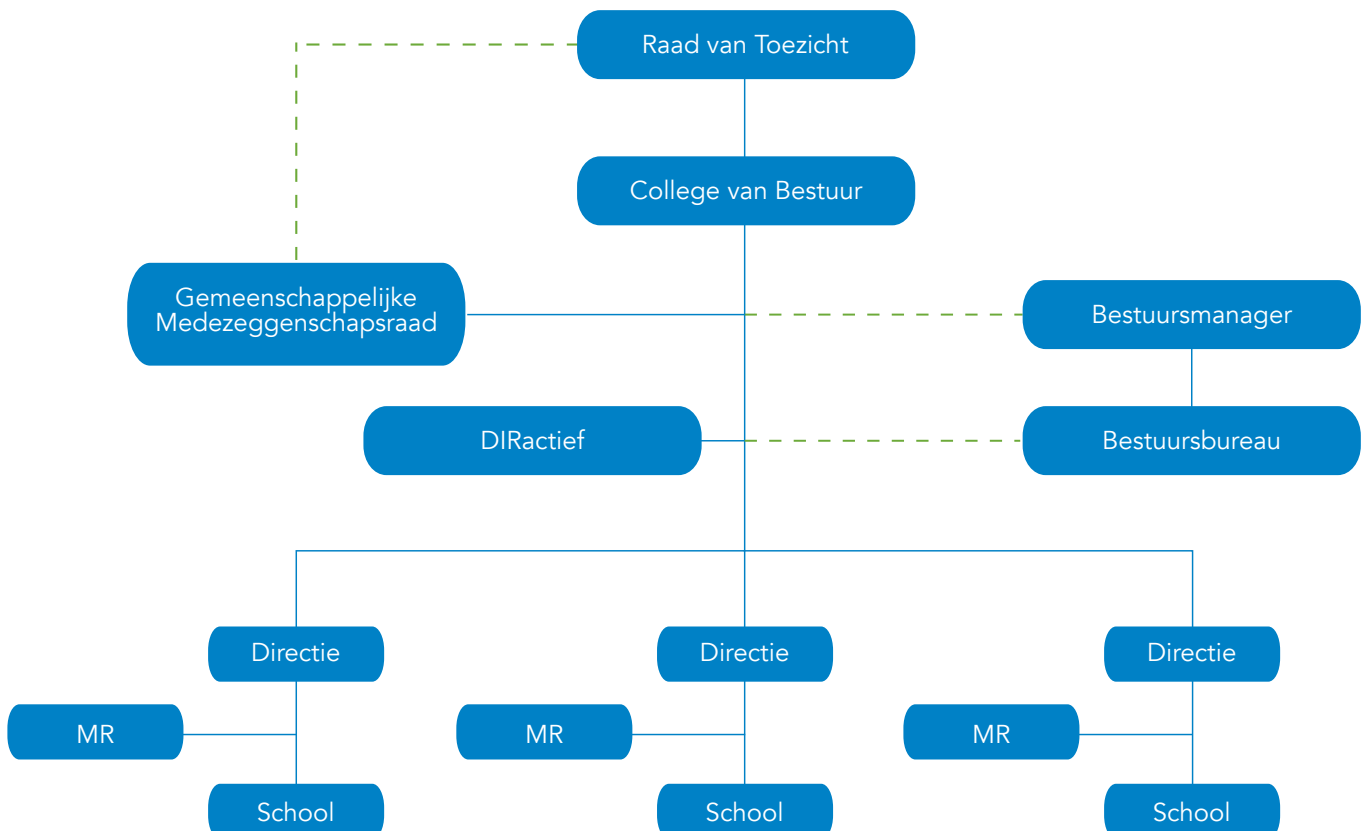 Raad van Toezicht
College van Bestuur
Gemeenschappelijke
Medezeggenschapsraad
Bestuursmanager
DIRactief
Bestuursbureau
Directie
Directie
Directie
MR
MR
MR
School
School
School